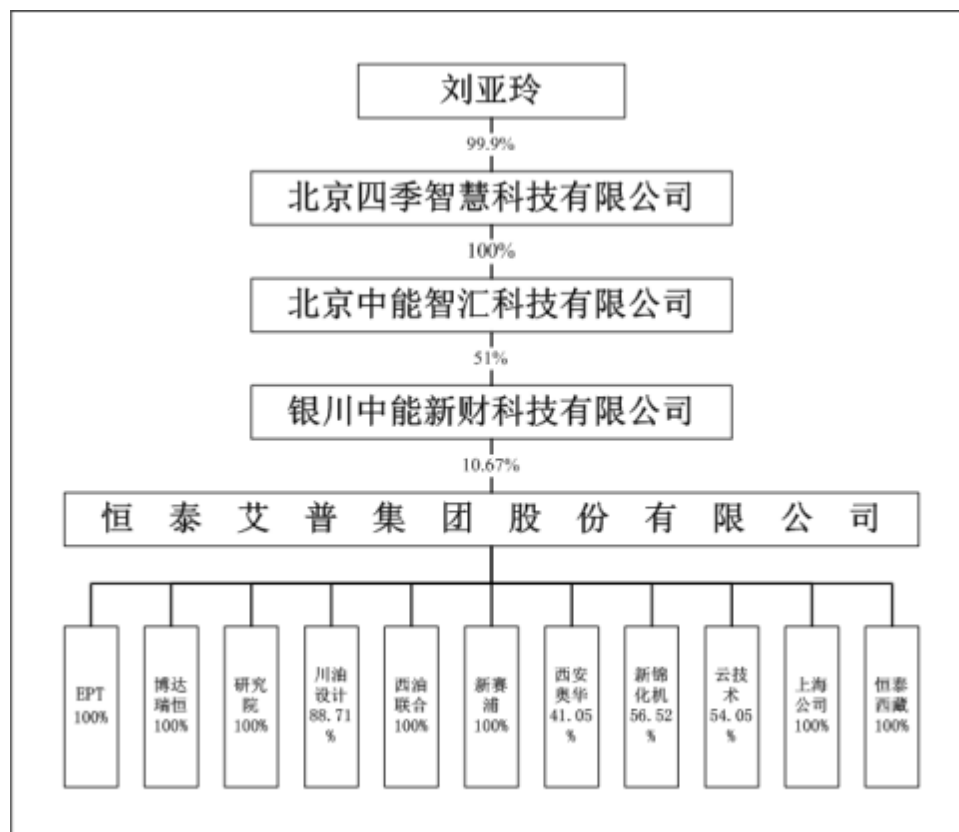 刘亚玲
99.9%
北京四季智慧科技有限公司
100%
北京中能智汇科技有限公司
51%
银川中能新财科技有限公司
10.67%
恒泰艾普集团股份有限公司
EPT
100%
博达
瑞恒
100%
研究
院
100%
川油
设计
88.71
%
西油
联合
100%
新赛
浦
100%
西安
奥华
41.05
%
新锦
化机
56.52
%
云技
术
54.05
%
上海
公司
100%
恒泰
西藏
100%